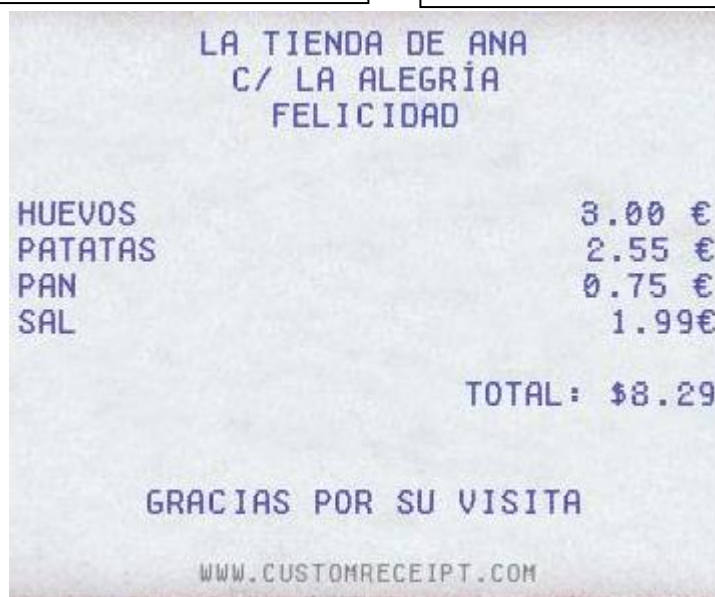 LA TIENDA DE ANA
C/ LA ALEGRÍA
FELICIDAD
HUEVOS 3.00 €
PATATAS 2.55 €
PAN 0.75 €
SAL 1.99€
TOTAL: $8.29
GRACIAS POR SU VISITA
WWW.CUSTOMRECEIPT.COM